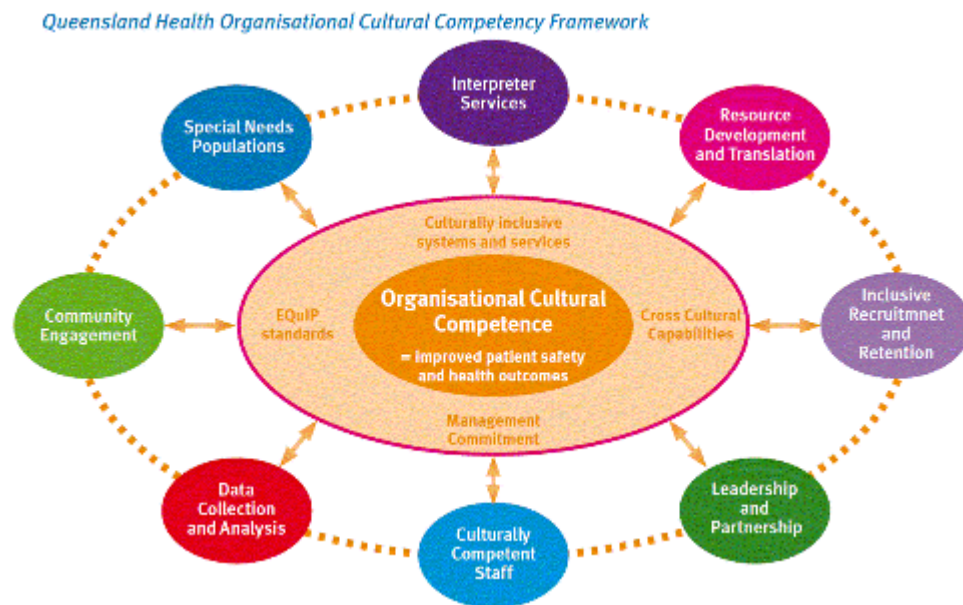 Queensland Health Organisational Cultural Competency Framework
Interpreter
Services
Special Needs
Populations
Resource
Development
and Translation
Culturally inclusive
systems and services
Community
Engagement
EQuIP
standards
Organisational Cultural
Competence
= Improved patient safety
and health outcomes
Cross Cultural
Capabilities
Inclusive
Recruitmnet
and
Retention
Management
Commitment
Data
Collection
and Analysis
Culturally
Competent
Staff
Leadership
and
Partnership